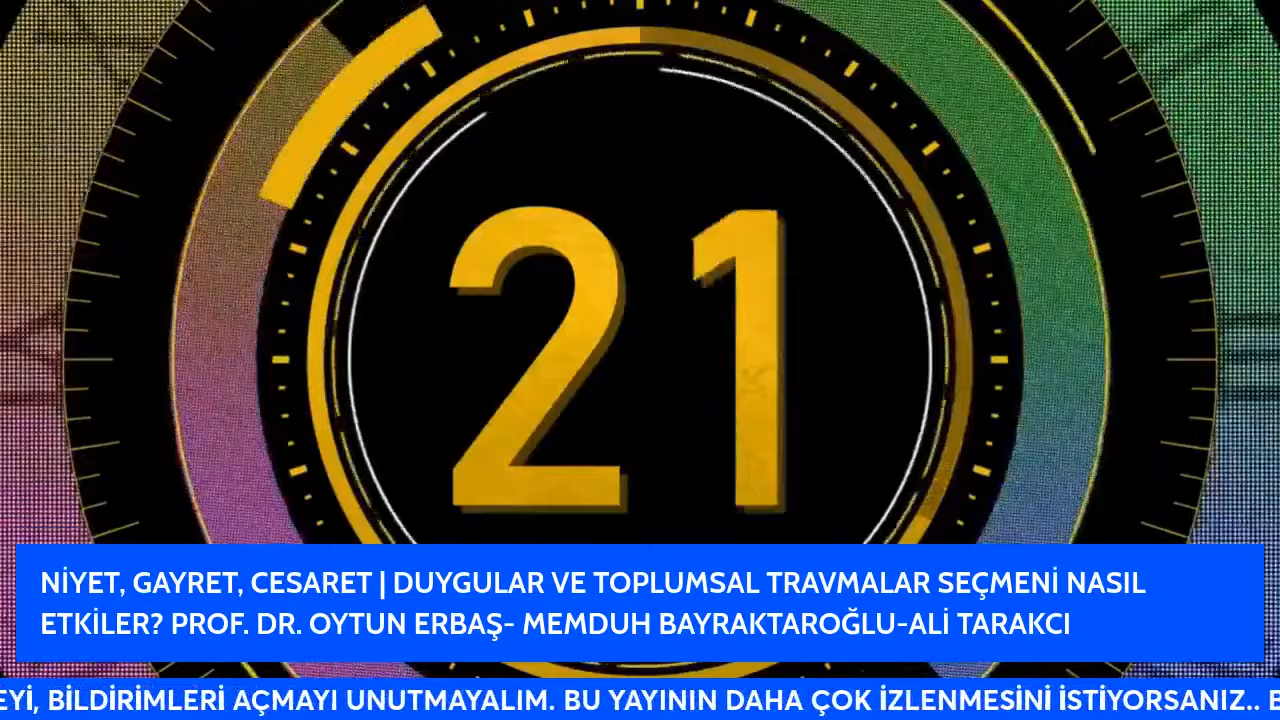 21
NİYET, GAYRET, CESARET | DUYGULAR VE TOPLUMSAL TRAVMALAR SEÇMENİ NASIL
ETKİLER? PROF. DR. OYTUN ERBAŞ- MEMDUH BAYRAKTAROĞLU-ALİ TARAKCI
BİLDİRİMLERİ AÇMAYI UNUTMAYALIM. BU YAYININ DAHA ÇOK İZLENMESİNİ İSTİYORSANIZ..